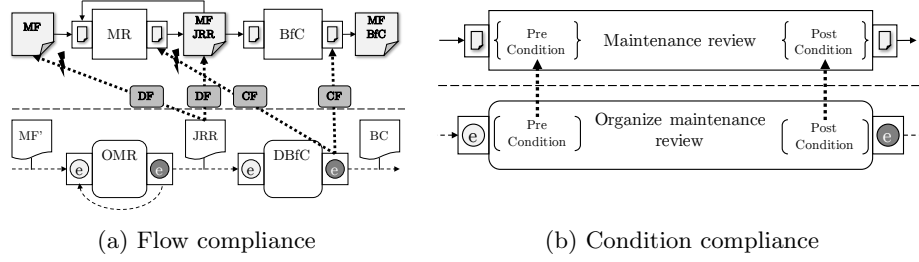 MF
MR
MF
JRR
BfC
MF
BfC
DF
DF
CF
CF
MF'
OMR
JRR
DBfC
BC
e
e
e
e
(a) Flow compliance
Pre
Condition
Maintenance review
Post
Condition
e
Pre
Condition
Organize maintenance
review
Post
Condition
e
(b) Condition compliance